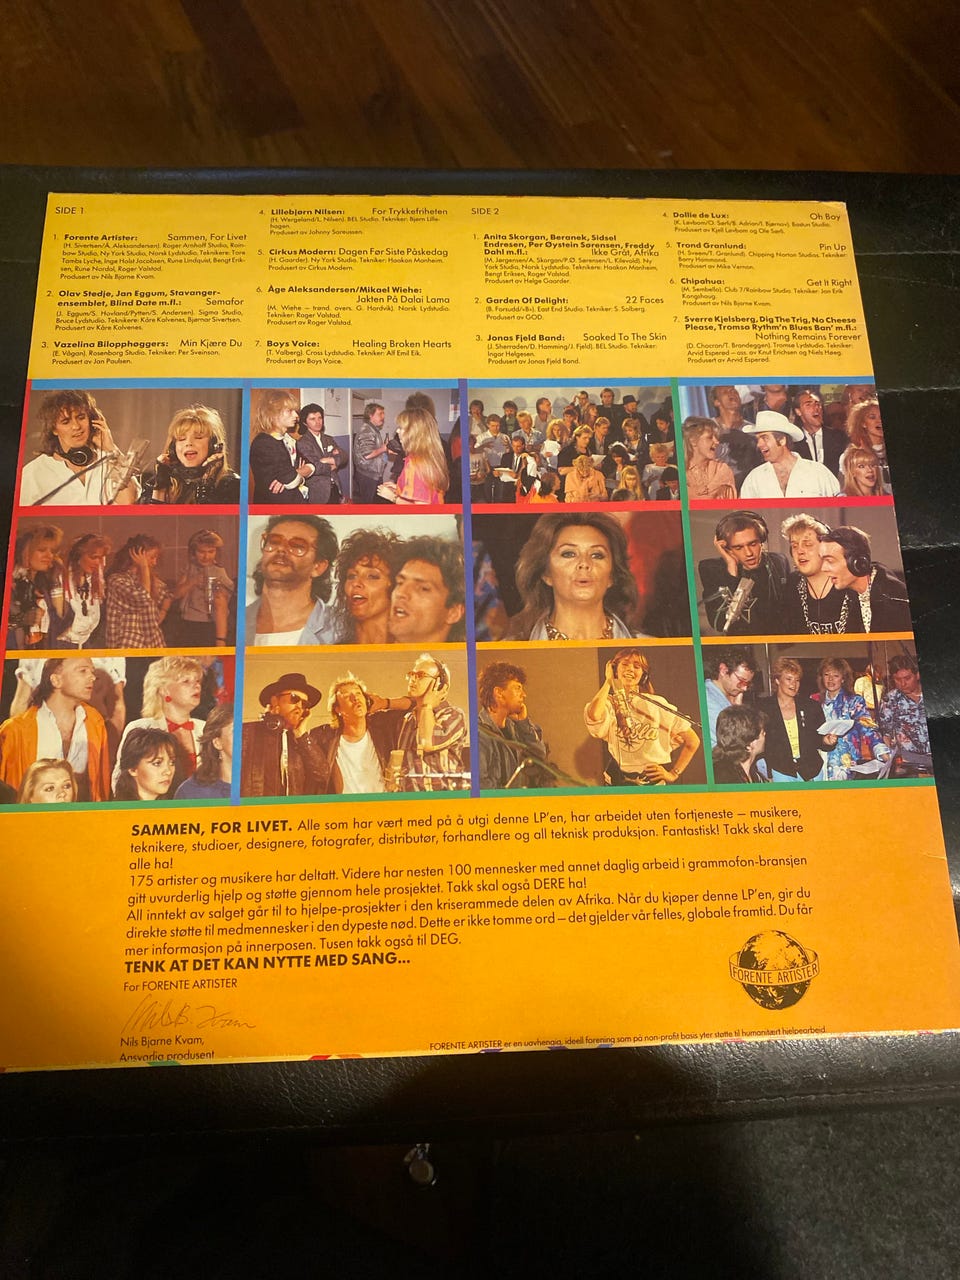 SIDE 1
1. Forente Artister: Sammen, For Livet
(H. Sivertsen/Å. Aleksandersen). Roger Arnhoff Studio, Rain-
bow Studio, Ny York Studio, Norsk Lydstudio, Teknikere: Tore
Tambs Lyche, Inge Holst Jacobsen, Rune Lindquist, Bengt Erik-
sen, Rune Nordal, Roger Valstad.
Produsert av Nils Bjarne Kvam.
2. Olav Stedje, Jan Eggum, Stavanger-
ensemblet, Blind Date m.fl.: Semafor
(J. Eggum/S. Hovland/Pytten/S. Andersen). Sigma Studio,
Bruce Lydstudio. Teknikere: Kåre Kolvenes, Bjørnar Sivertsen.
Produsert av Kåre Kolvenes.
3. Vazelina Bilopphøggers: Min Kjære Du
(E. Vågan), Rosenborg Studio. Tekniker: Per Sveinson.
Produsert av Jan Paulsen.
4. Lillebjørn Nilsen: For Trykkefriheten
(H. Wergeland/L. Nilsen). BEL Studio. Tekniker: Bjørn Lille-
hagen.
Produsert av Johnny Sareussen.
5. Cirkus Modern: Dagen Før Siste Påskedag
(H. Gaarder). Ny York Studio. Tekniker: Haakon Manheim.
Produsert av Cirkus Modern.
6. Åge Aleksandersen/Mikael Wiehe:
Jakten På Dalai Lama
(M. Wiehe – trønd. overs. G. Hordvik). Norsk Lydstudio.
Tekniker: Roger Valstad.
Produsert av Roger Valstad.
7. Boys Voice: Healing Broken Hearts
(T. Valberg). Cross Lydstudio. Tekniker: Alf Emil Eik.
Produsert av Boys Voice.
SIDE 2
1. Anita Skorgan, Beranek, Sidsel
Endresen, Per Øystein Sørensen, Freddy
Dahl m.fl.: Ikke Gråt, Afrika
(M. Jørgensen/A. Skorgan/P.Ø. Sørensen/L. Kilevold). Ny
York Studio, Norsk Lydstudio. Teknikere: Haakon Manheim,
Bengt Eriksen, Roger Valstad.
Produsert av Helge Gaarder.
2. Garden Of Delight: 22 Faces
(B. Forsudd/«B»). East End Studio. Tekniker: S. Solberg.
Produsert av GOD.
3. Jonas Fjeld Band: Soaked To The Skin
(J. Sherraden/D. Hamming/J. Fjeld). BEL Studio. Tekniker:
Ingar Helgesen.
Produsert av Jonas Fjeld Band.
4. Dollie de Luxe: Oh Boy
Produsert av Kjell Løvbom og Ole Sørli.
5. Trond Granlund: Pin Up
(H. Sveen/T. Granlund). Chipping Norton Studios. Tekniker:
Barry Hammond.
Produsert av Mike Vernon.
6. Chipahua: Get It Right
(M. Sembello). Club 7/Rainbow Studio. Tekniker: Jan Erik
Kongshaug.
Produsert av Nils Bjarne Kvam.
7. Sverre Kjelsberg, Dig The Trig, No Cheese
Please, Tromsø Rythm'n Blues Ban' m.fl.:
Nothing Remains Forever
(D. Chocron/T. Brandeggen). Tromsø Lydstudio. Tekniker:
Arvid Esperød – ass. av Knut Erichsen og Niels Høeg.
Produsert av Arvid Esperød.
SAMMEN, FOR LIVET. Alle som har vært med på å utgi denne LP'en, har arbeidet uten fortjeneste – musikere,
teknikere, studioer, designere, fotografer, distributør, forhandlere og all teknisk produksjon. Fantastisk! Takk skal dere
alle ha!
175 artister og musikere har deltatt. Videre har nesten 100 mennesker med annet daglig arbeid i grammofon-bransjen
gitt uvurderlig hjelp og støtte gjennom hele prosjektet. Takk skal også DERE ha!
All inntekt av salget går til to hjelpe-prosjekter i den kriserammede delen av Afrika. Når du kjøper denne LP'en, gir du
direkte støtte til medmennesker i den dypeste nød. Dette er ikke tomme ord – det gjelder vår felles, globale framtid. Du får
mer informasjon på innerposen. Tusen takk også til DEG.
TENK AT DET KAN NYTTE MED SANG...
For FORENTE ARTISTER
Nils B. Kvam
Nils Bjarne Kvam,
Ansvarlig produsent
FORENTE ARTISTER
FORENTE ARTISTER er en uavhengig, ideell forening som på non-profit basis yter støtte til humanitært hjelpearbeid.